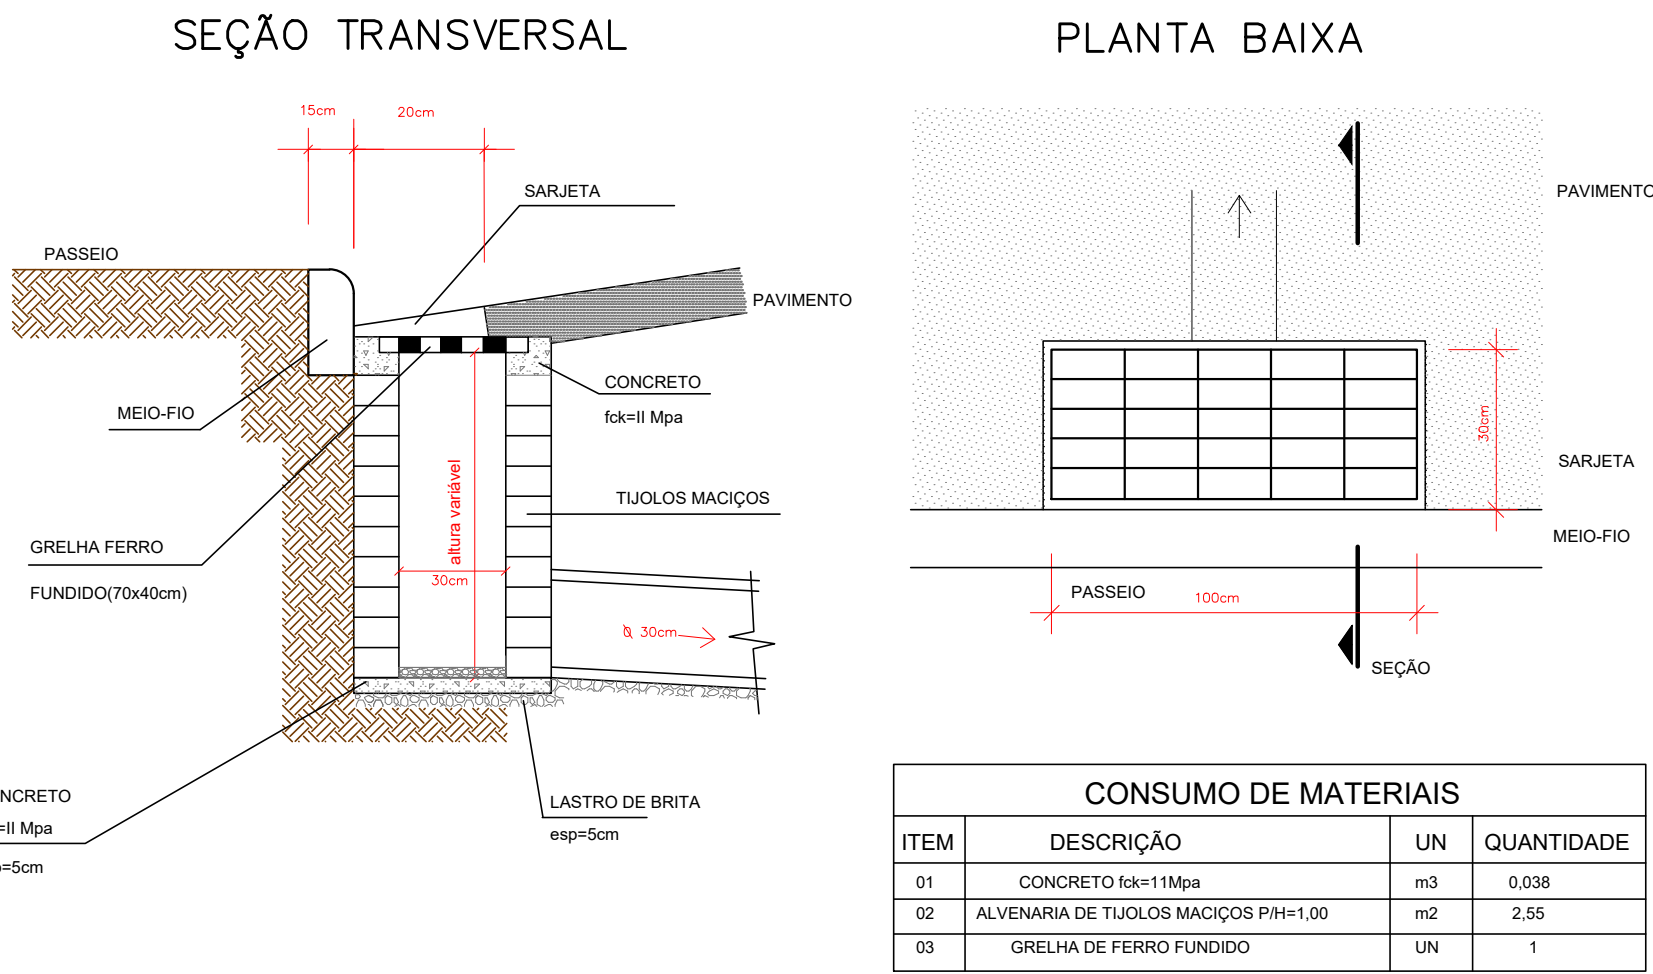 SEÇÃO TRANSVERSAL
15cm
20cm
SARJETA
PASSEIO
PAVIMENTO
CONCRETO
fck=II Mpa
MEIO-FIO
altura variável
TIJOLOS MACIÇOS
GRELHA FERRO
FUNDIDO(70x40cm)
30cm
Ø 30cm
NCRETO
=II Mpa
=5cm
LASTRO DE BRITA
esp=5cm
PLANTA BAIXA
PAVIMENTO
30cm
SARJETA
MEIO-FIO
PASSEIO
100cm
SEÇÃO
CONSUMO DE MATERIAIS
ITEM DESCRIÇÃO UN QUANTIDADE
01 CONCRETO fck=11Mpa m3 0,038
02 ALVENARIA DE TIJOLOS MACIÇOS P/H=1,00 m2 2,55
03 GRELHA DE FERRO FUNDIDO UN 1